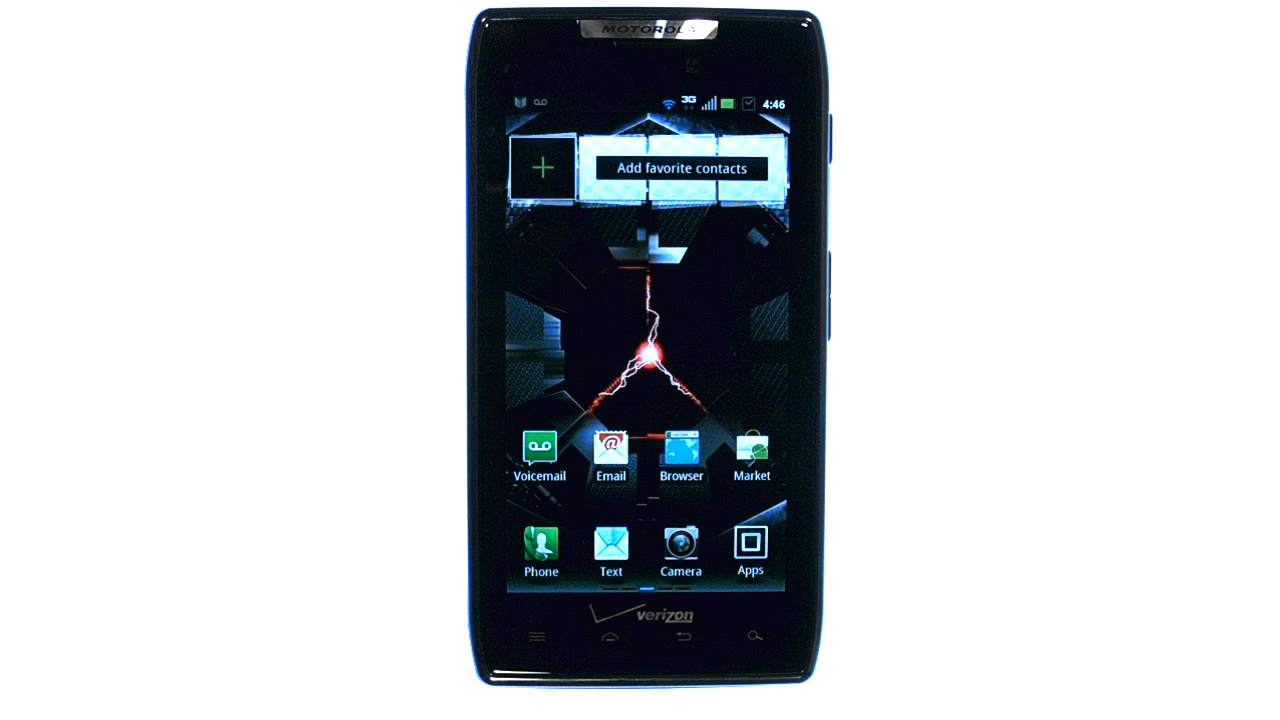 MOTOROLA
3G
4:46
Add favorite contacts
Voicemail
Email
Browser
Market
Phone
Text
Camera
Apps
verizon